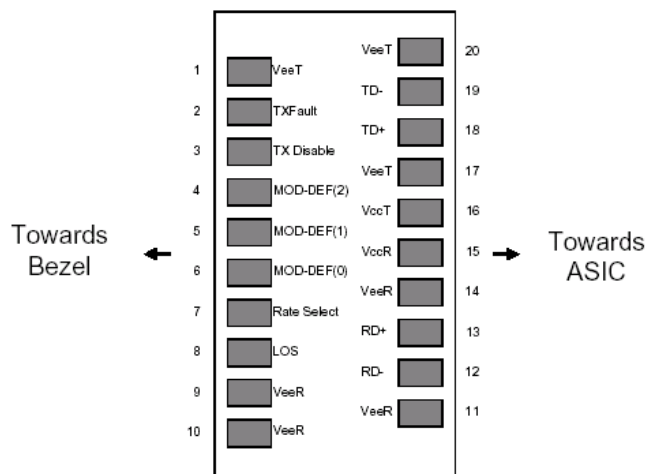 VeeT 20
1 VeeT
TD- 19
2 TXFault
TD+ 18
3 TX Disable
VeeT 17
4 MOD-DEF(2)
VccT 16
5 MOD-DEF(1)
Towards
Bezel
VccR 15
Towards
ASIC
6 MOD-DEF(0)
VeeR 14
7 Rate Select
RD+ 13
8 LOS
RD- 12
9 VeeR
VeeR 11
10 VeeR